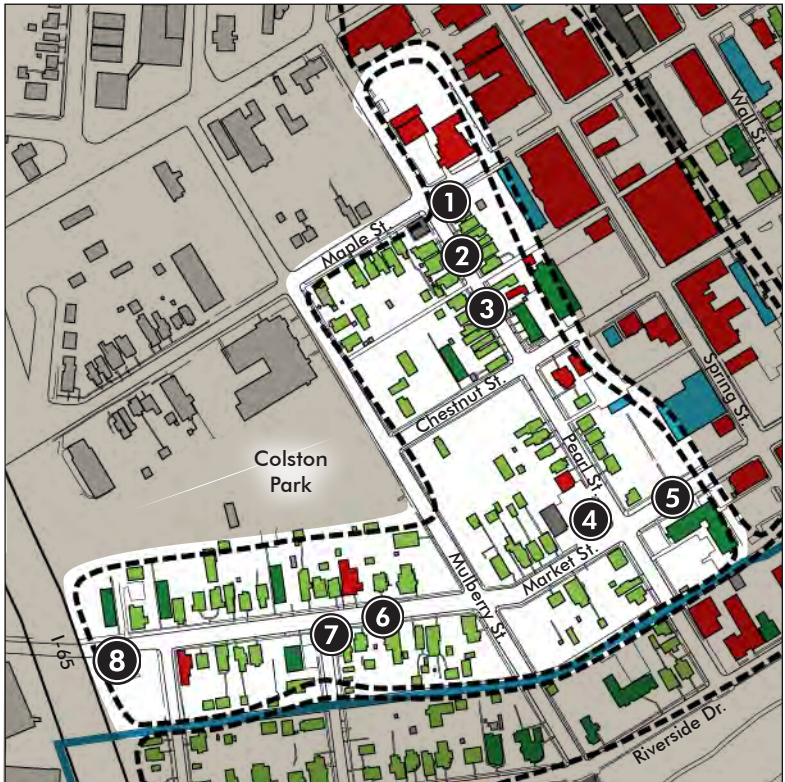 Wall St.
1
Maple St.
2
3
Spring St.
Chestnut St.
Pearl St.
Colston
Park
5
4
Market St.
Mulberry St.
6
7
8
I-65
Riverside Dr.